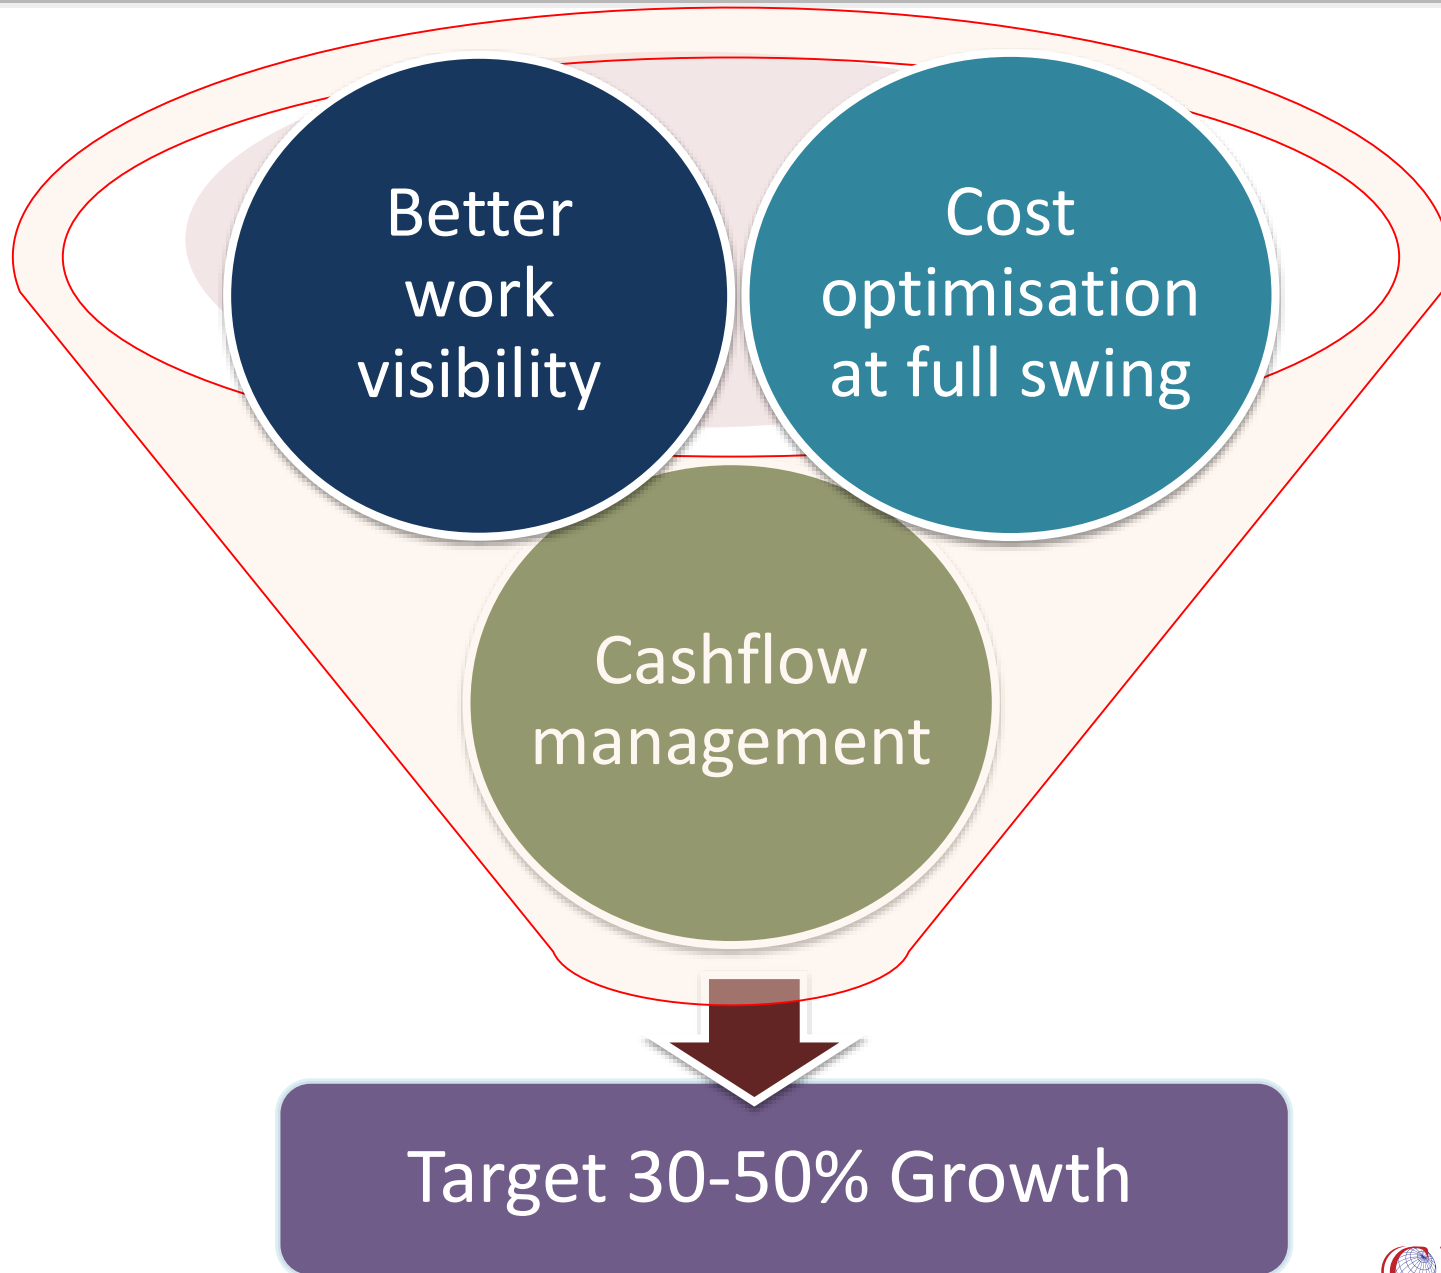 Better
work
visibility
Cost
optimisation
at full swing
Cashflow
management
Target 30-50% Growth